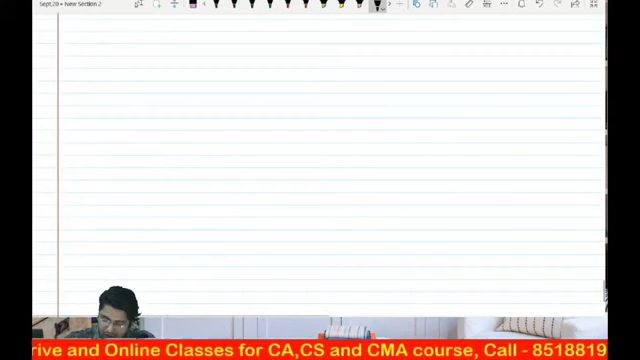 Sept,20 • New Section 2
rive and Online Classes for CA,CS and CMA course, Call - 8518819